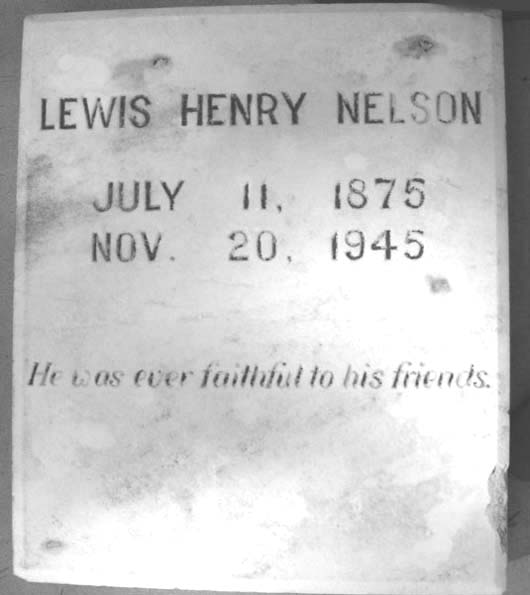 LEWIS HENRY NELSON
JULY 11, 1875
NOV. 20, 1945
He was ever faithful to his friends.